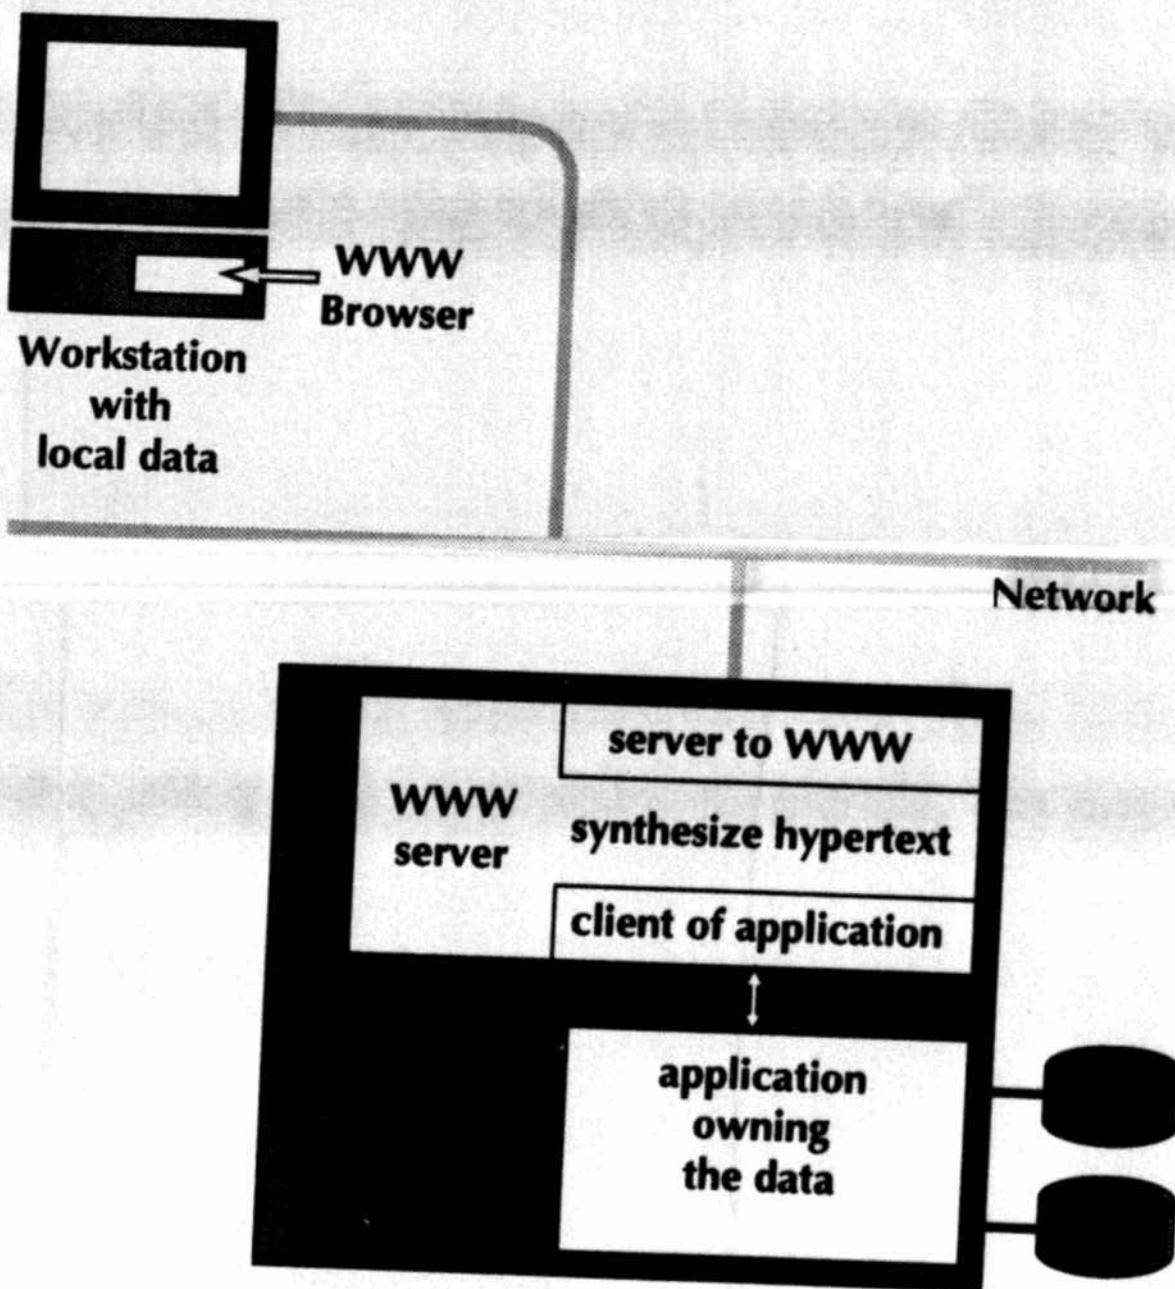 WWW
Browser
Workstation
with
local data
Network
server to WWW
WWW
server
synthesize hypertext
client of application
application
owning
the data